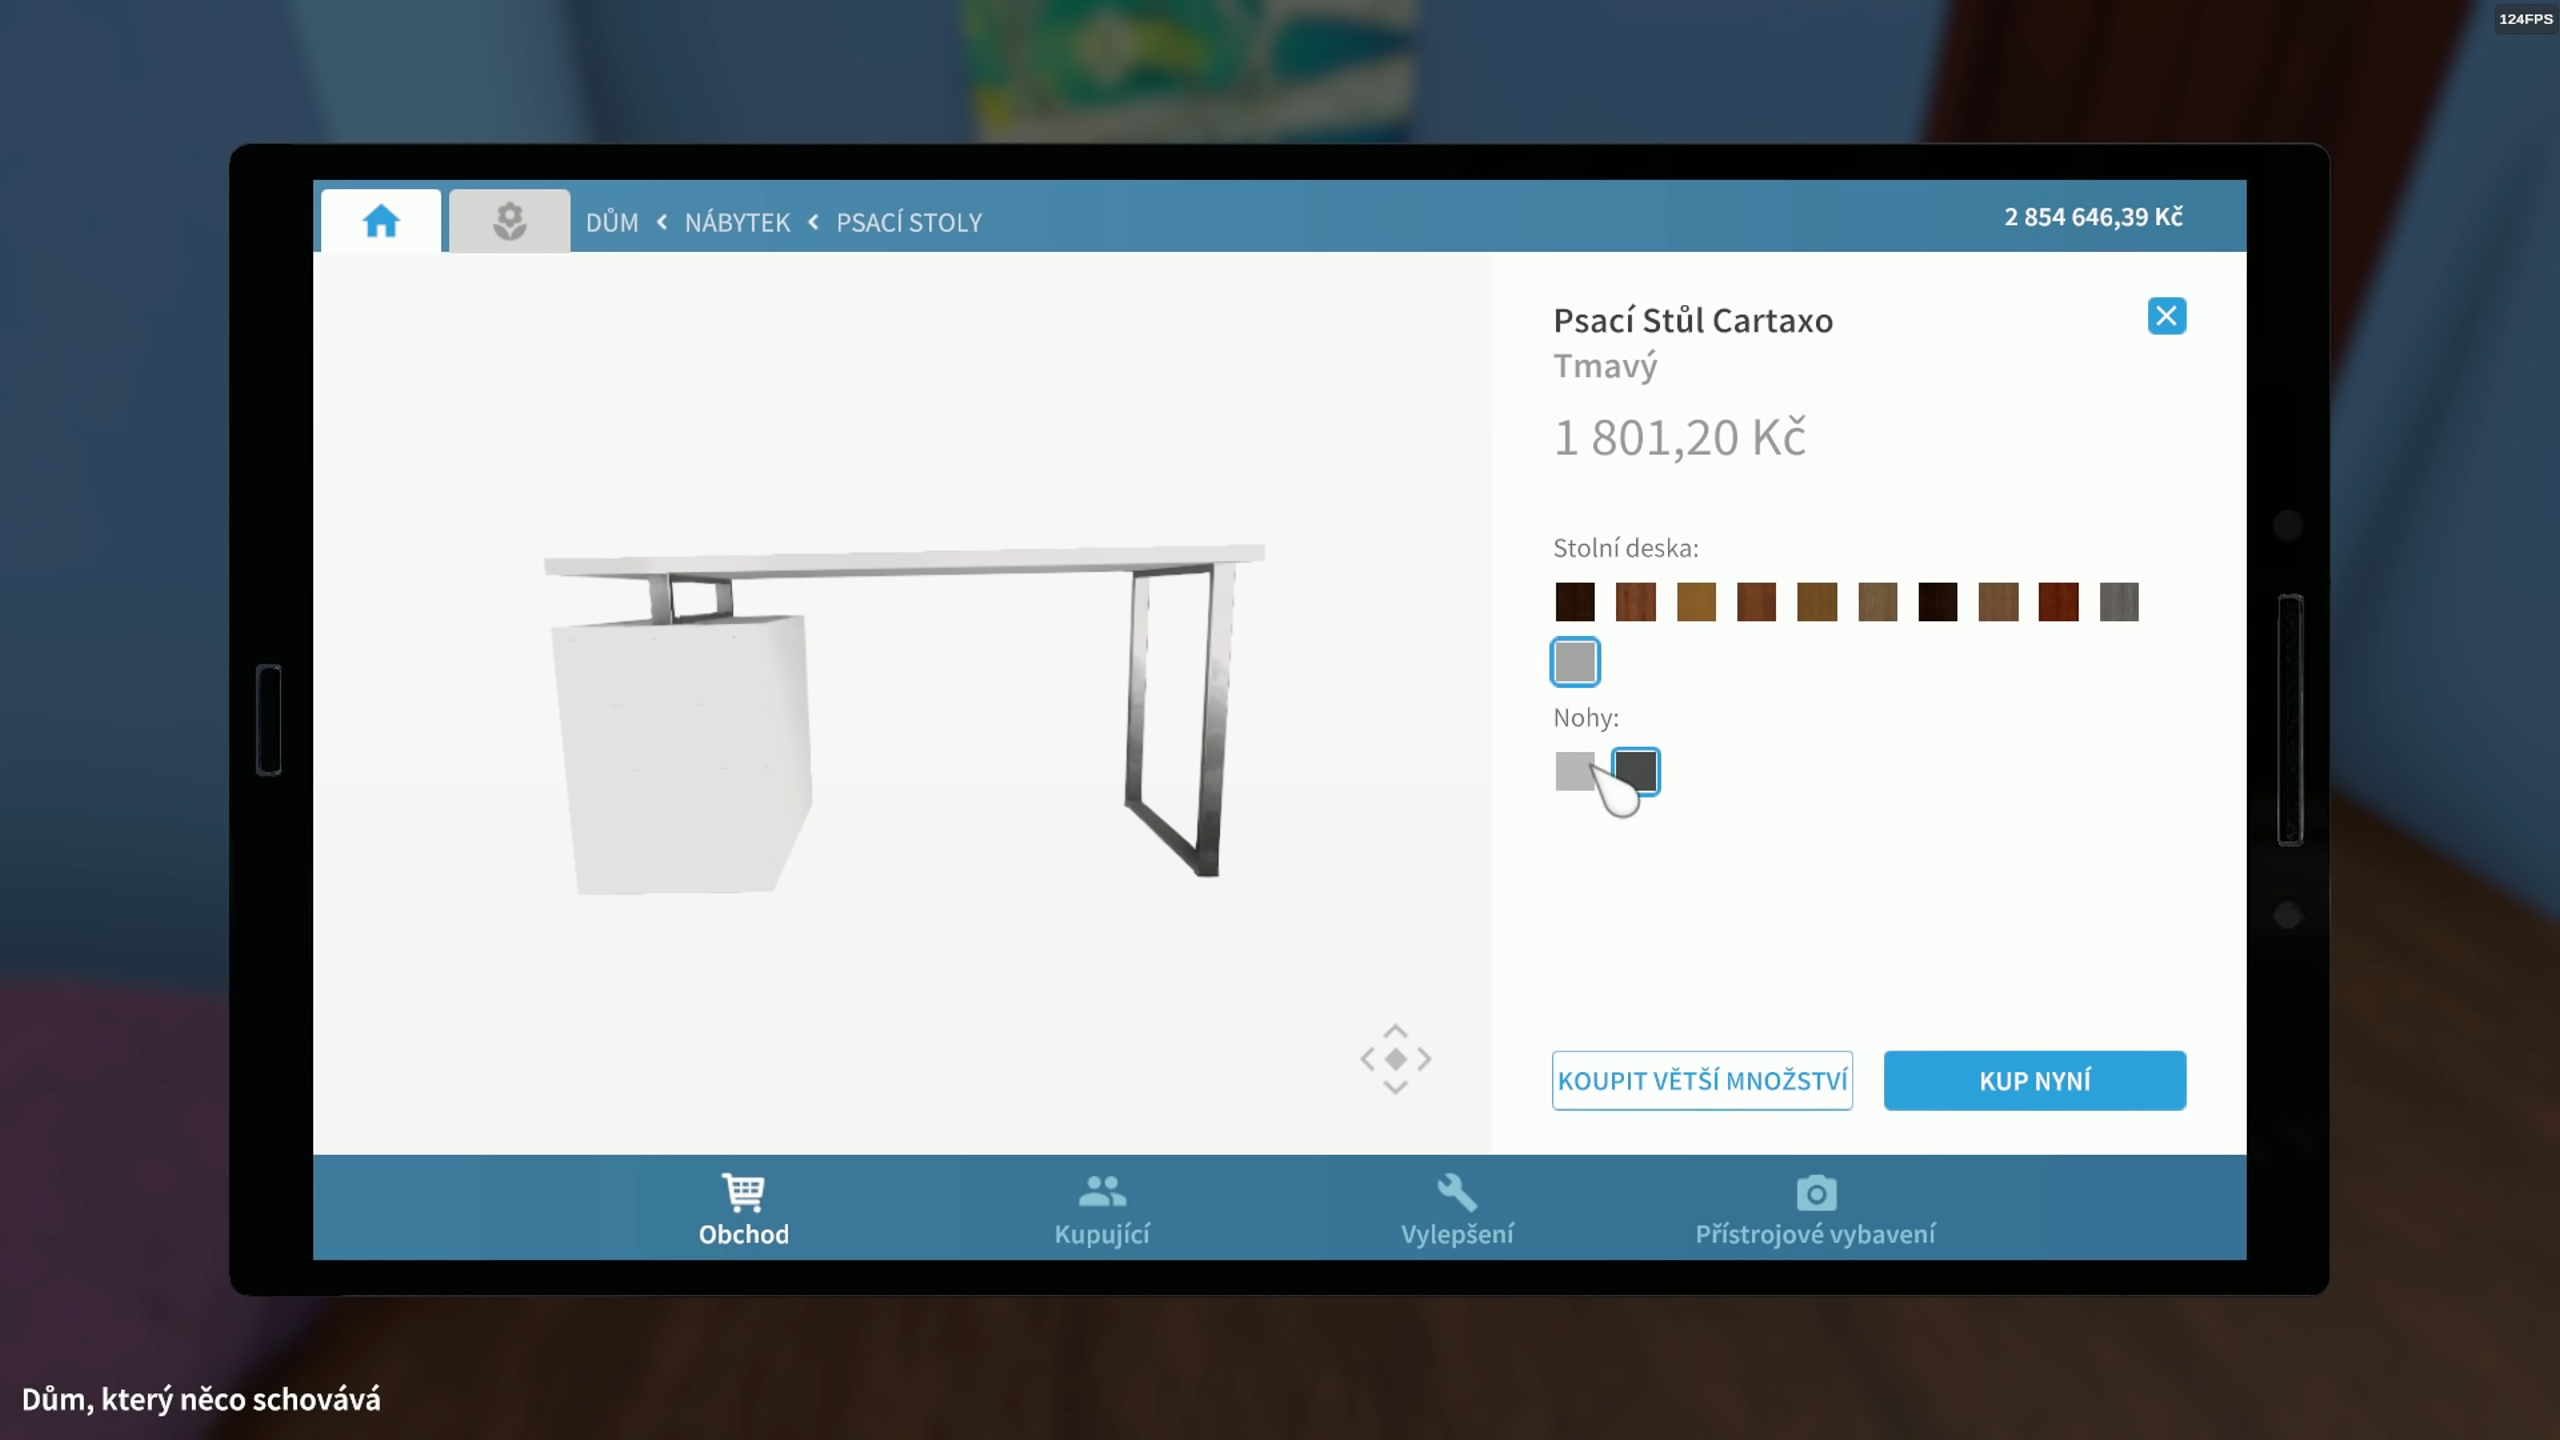 124FPS
DŮM < NÁBYTEK < PSACÍ STOLY
2 854 646,39 Kč
Psací Stůl Cartaxo
Tmavý
1 801,20 Kč
Stolní deska:
Nohy:
KOUPIT VĚTŠÍ MNOŽSTVÍ
KUP NYNÍ
Obchod
Kupující
Vylepšení
Přístrojové vybavení
Dům, který něco schovává